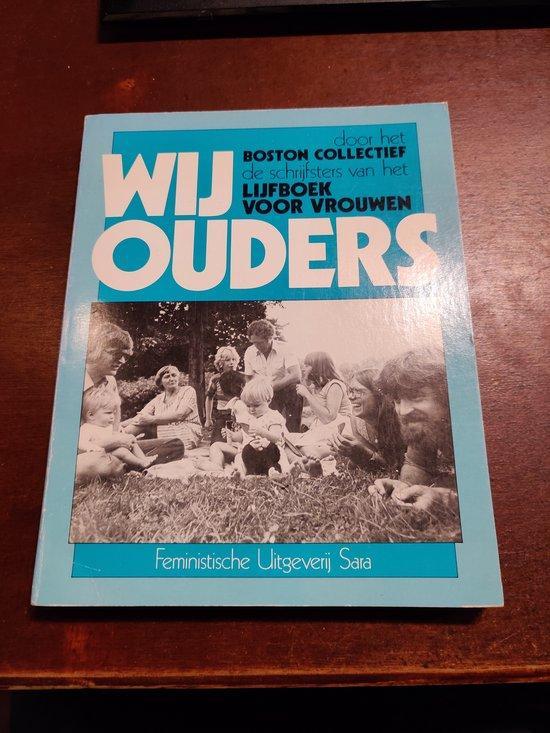 door het
BOSTON COLLECTIEF
de schrijfsters van het
LIJFBOEK
VOOR VROUWEN
WIJ
OUDERS
Feministische Uitgeverij Sara